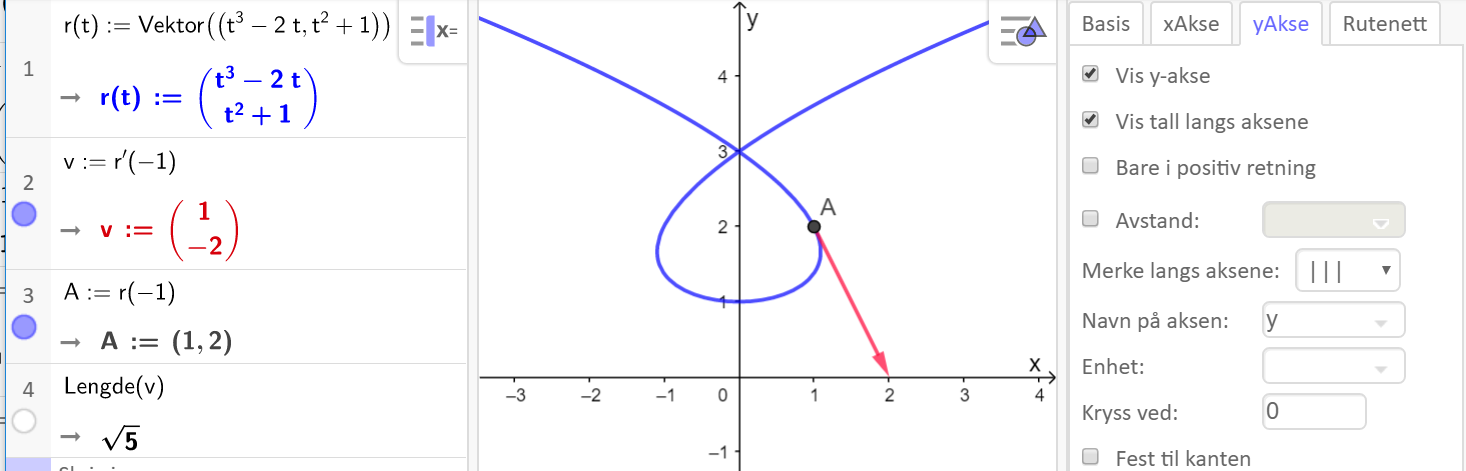 r(t) := Vektor((t³ − 2 t, t² + 1))
x=
1
→ r(t) := (t³ − 2 t
t² + 1)
v := r′(−1)
2
→ v := (1
−2)
A := r(−1)
3
→ A := (1, 2)
4
Lengde(v)
→ √5
y
4
3
2
1
−1
A
x
−3 −2 −1 0 1 2 3 4
Basis xAkse yAkse Rutenett
Vis y-akse
Vis tall langs aksene
Bare i positiv retning
Avstand:
Merke langs aksene: | | |
Navn på aksen: y
Enhet:
Kryss ved: 0
Fest til kanten